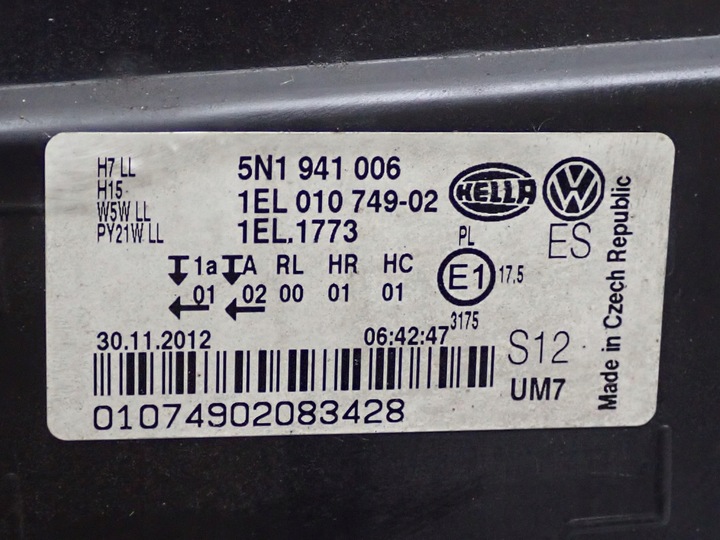 H7 LL
H15
W5W LL
PY21W LL
5N1 941 006
1EL 010 749-02
1EL.1773
HELLA
VW
PL
ES
1a A RL HR HC
01 02 00 01 01
E1
17.5
3175
30.11.2012 06:42:47
01074902083428
S12
UM7
Made in Czech Republic